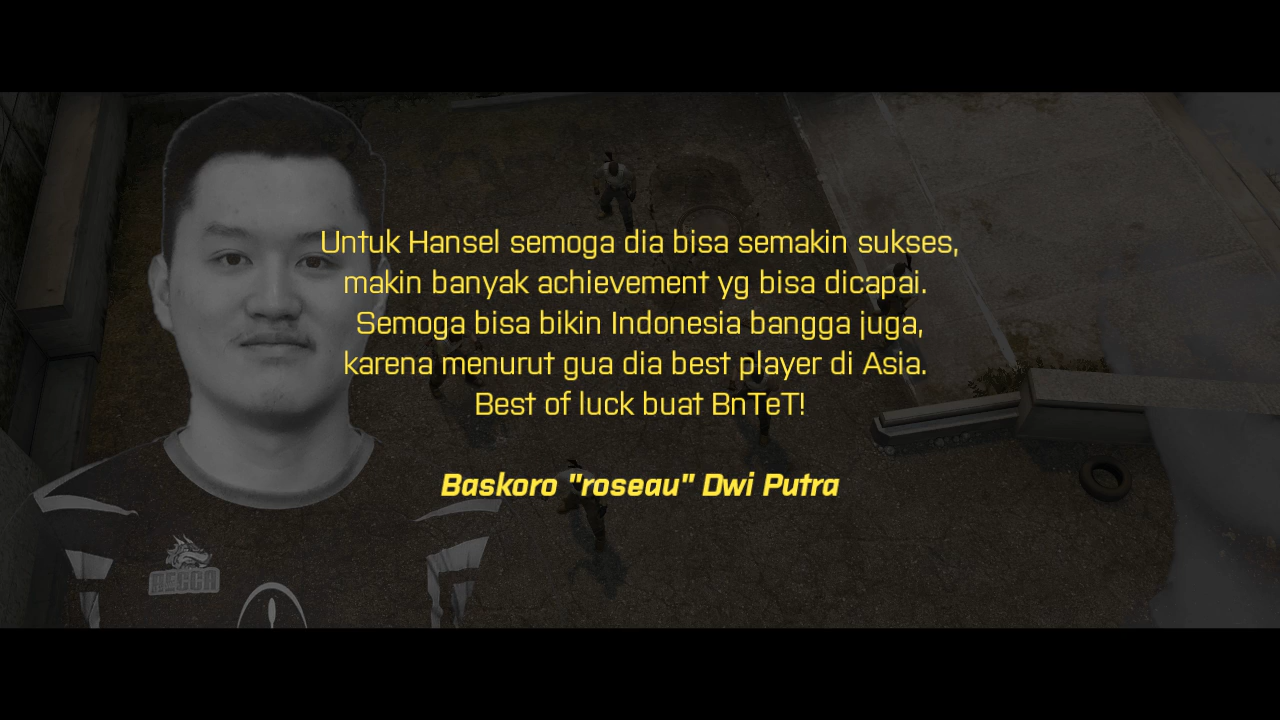 Untuk Hansel semoga dia bisa semakin sukses,
makin banyak achievement yg bisa dicapai.
Semoga bisa bikin Indonesia bangga juga,
karena menurut gua dia best player di Asia.
Best of luck buat BnTeT!
Baskoro "roseau" Dwi Putra
RECCA